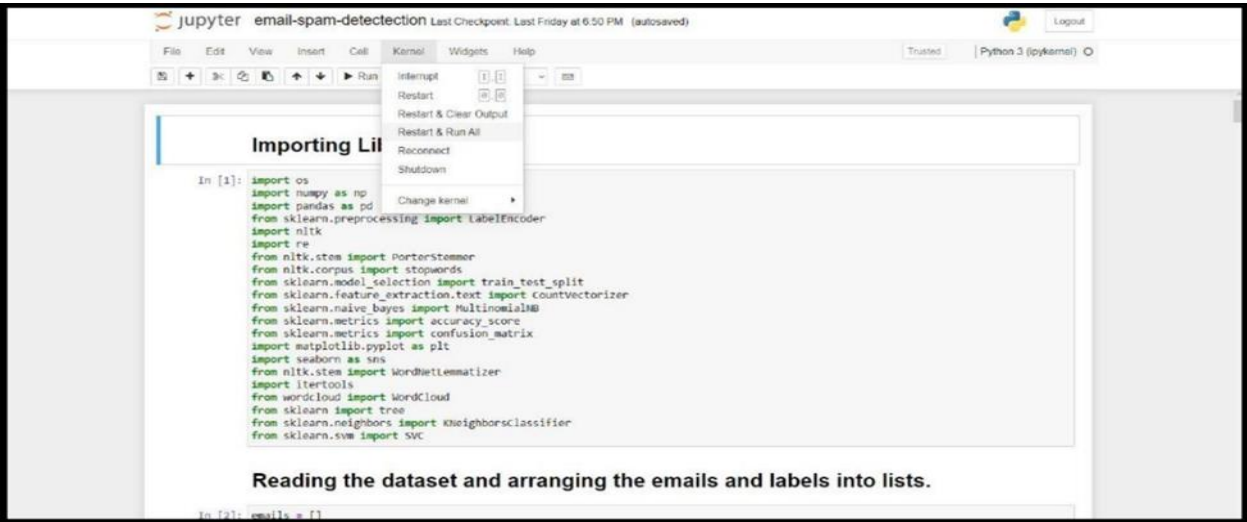 jupyter email-spam-detectection Last Checkpoint: Last Friday at 6:50 PM (autosaved)
Logout
File Edit View Insert Cell Kernel Widgets Help
Trusted
Python 3 (ipykernel)
Run
Interrupt I,I
Restart 0,0
Restart & Clear Output
Restart & Run All
Reconnect
Shutdown
Change kernel
Importing Li
In [1]: import os
import numpy as np
import pandas as pd
from sklearn.preprocessing import LabelEncoder
import nltk
import re
from nltk.stem import PorterStemmer
from nltk.corpus import stopwords
from sklearn.model_selection import train_test_split
from sklearn.feature_extraction.text import CountVectorizer
from sklearn.naive_bayes import MultinomialNB
from sklearn.metrics import accuracy_score
from sklearn.metrics import confusion_matrix
import matplotlib.pyplot as plt
import seaborn as sns
from nltk.stem import WordNetLemmatizer
import itertools
from wordcloud import WordCloud
from sklearn import tree
from sklearn.neighbors import KNeighborsClassifier
from sklearn.svm import SVC
Reading the dataset and arranging the emails and labels into lists.
In [2]: emails = []